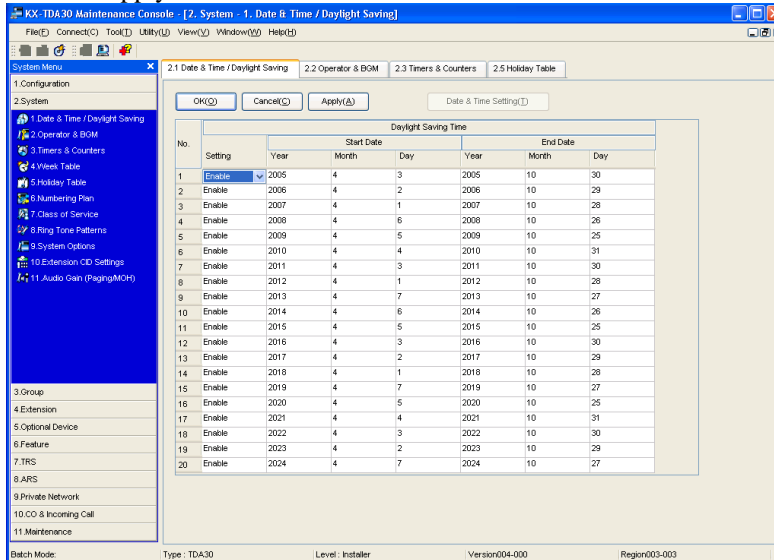 KX-TDA30 Maintenance Console - [2. System - 1. Date & Time / Daylight Saving]
File(F) Connect(C) Tool(T) Utility(U) View(V) Window(W) Help(H)
System Menu
1.Configuration
2.System
1.Date & Time / Daylight Saving
2.Operator & BGM
3.Timers & Counters
4.Week Table
5.Holiday Table
6.Numbering Plan
7.Class of Service
8.Ring Tone Patterns
9.System Options
10.Extension CID Settings
11.Audio Gain (Paging/MOH)
3.Group
4.Extension
5.Optional Device
6.Feature
7.TRS
8.ARS
9.Private Network
10.CO & Incoming Call
11.Maintenance
2.1 Date & Time / Daylight Saving 2.2 Operator & BGM 2.3 Timers & Counters 2.5 Holiday Table
OK(O) Cancel(C) Apply(A) Date & Time Setting(T)
Daylight Saving Time
No. Start Date End Date
Setting Year Month Day Year Month Day
1 Enable 2005 4 3 2005 10 30
2 Enable 2006 4 2 2006 10 29
3 Enable 2007 4 1 2007 10 28
4 Enable 2008 4 6 2008 10 26
5 Enable 2009 4 5 2009 10 25
6 Enable 2010 4 4 2010 10 31
7 Enable 2011 4 3 2011 10 30
8 Enable 2012 4 1 2012 10 28
9 Enable 2013 4 7 2013 10 27
10 Enable 2014 4 6 2014 10 26
11 Enable 2015 4 5 2015 10 25
12 Enable 2016 4 3 2016 10 30
13 Enable 2017 4 2 2017 10 29
14 Enable 2018 4 1 2018 10 28
15 Enable 2019 4 7 2019 10 27
16 Enable 2020 4 5 2020 10 25
17 Enable 2021 4 4 2021 10 31
18 Enable 2022 4 3 2022 10 30
19 Enable 2023 4 2 2023 10 29
20 Enable 2024 4 7 2024 10 27
Batch Mode: Type : TDA30 Level : Installer Version004-000 Region003-003